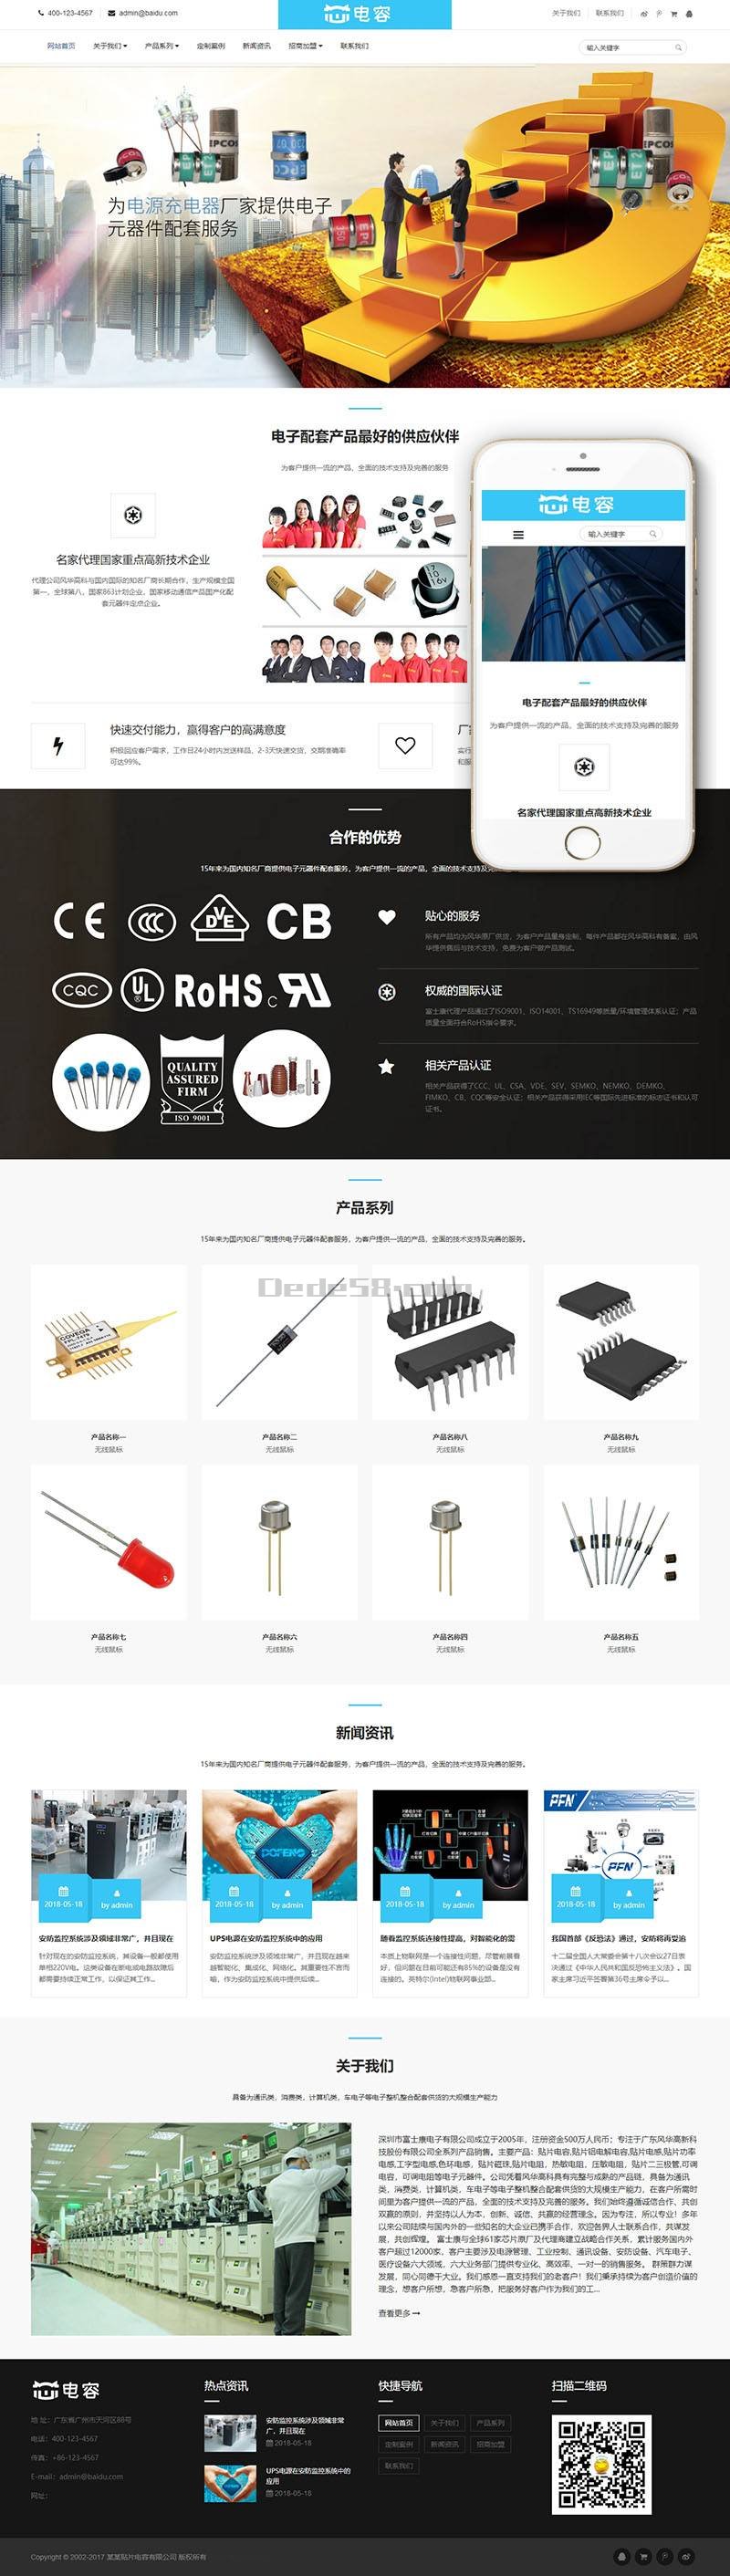 400-123-4567
admin@baidu.com
电容
关于我们
联系我们
网站首页
关于我们
产品系列
定制案例
新闻资讯
招商加盟
联系我们
输入关键字
为电源充电器厂家提供电子
元器件配套服务
电子配套产品最好的供应伙伴
为客户提供一流的产品，全面的技术支持及完善的服务
名家代理国家重点高新技术企业
代理公司风华高科与国内国际的知名厂商长期合作，生产规模全国
第一，全球第八，国家863计划企业，国家移动通信产品国产化配
套元器件定点企业。
快速交付能力，赢得客户的高满意度
积极回应客户需求，工作日24小时内发送样品，2-3天快速交货，交期准确率
可达99%。
电容
输入关键字
电子配套产品最好的供应伙伴
为客户提供一流的产品，全面的技术支持及完善的服务
名家代理国家重点高新技术企业
合作的优势
15年来为国内知名厂商提供电子元器件配套服务，为客户提供一流的产品，全面的技术支持及
CE
CCC
VDE
CB
CQC
UL
RoHS
QUALITY
ASSURED
FIRM
ISO 9001
贴心的服务
所有产品均为风华原厂供货，为客户产品量身定制，每件产品都在风华高科有备案，由风
华提供售后与技术支持，免费为客户做产品测试。
权威的国际认证
富士康代理产品通过了ISO9001、ISO14001、TS16949等质量/环境管理体系认证；产品
质量全面符合RoHS指令要求。
相关产品认证
相关产品获得了CCC、UL、CSA、VDE、SEV、SEMKO、NEMKO、DEMKO、
FIMKO、CB、CQC等安全认证；相关产品获得采用IEC等国际先进标准的标志证书和认可
证书。
产品系列
15年来为国内知名厂商提供电子元器件配套服务，为客户提供一流的产品，全面的技术支持及完善的服务。
Dede58.com
产品名称一
无线鼠标
产品名称二
无线鼠标
产品名称八
无线鼠标
产品名称九
无线鼠标
产品名称七
无线鼠标
产品名称六
无线鼠标
产品名称四
无线鼠标
产品名称五
无线鼠标
新闻资讯
15年来为国内知名厂商提供电子元器件配套服务，为客户提供一流的产品，全面的技术支持及完善的服务。
2018-05-18
by admin
安防监控系统涉及领域非常广，并且现在
针对现在的安防监控系统，其设备一般都使用
单相220V电。这类设备在断电或电路故障后
都需要持续正常工作，以保证其工作...
2018-05-18
by admin
UPS电源在安防监控系统中的应用
安防监控系统涉及领域非常广，并且现在越来
越智能化、集成化、网络化。其重要性不言而
喻，作为安防监控系统中提供后续...
2018-05-18
by admin
随着监控系统连接性提高，对智能化的需
本质上物联网是一个连接性问题，尽管前景看
好，但问题在目前可能还有85%的设备是没有
连接的。英特尔(Intel)物联网事业部...
PFN
PFN
2018-05-18
by admin
我国首部《反恐法》通过，安防将再受追
十二届全国人大常委会第十八次会议27日表
决通过《中华人民共和国反恐怖主义法》。国
家主席习近平签署第36号主席令予以...
关于我们
具备为通讯类，消费类，计算机类，车电子等电子整机整合配套供货的大规模生产能力
深圳市富士康电子有限公司成立于2005年，注册资金500万人民币；专注于广东风华高新科
技股份有限公司全系列产品销售。主要产品：贴片电容,贴片铝电解电容,贴片电感,贴片功率
电感,工字型电感,色环电感，贴片磁珠,贴片电阻，热敏电阻，压敏电阻，贴片二三极管,可调
电容，可调电阻等电子元器件。公司凭着风华高科具有完整与成熟的产品链，具备为通讯
类，消费类，计算机类，车电子等电子整机整合配套供货的大规模生产能力，在客户所需时
间里为客户提供一流的产品，全面的技术支持及完善的服务。我们始终遵循诚信合作、共创
双赢的原则，并坚持以人为本，创新、诚信、共赢的经营理念。因为专注，所以专业！多年
以来公司陆续与国内外的一些知名的大企业已携手合作，欢迎各界人士联系合作，共谋发
展，共创辉煌。 富士康与全球61家芯片原厂及代理商建立战略合作关系，累计服务国内外
客户超过12000家、客户主要涉及电源管理、工业控制、通讯设备、安防设备、汽车电子、
医疗设备六大领域，六大业务部门提供专业化、高效率、一对一的销售服务。 群策群力谋
发展，同心同德干大业。我们感恩一直支持我们的老客户！我们秉承持续为客户创造价值的
理念，想客户所想，急客户所急，把服务好客户作为我们的工...
查看更多
电容
地 址：广东省广州市天河区88号
电话：400-123-4567
传真：+86-123-4567
E-mail：admin@baidu.com
网址：
热点资讯
安防监控系统涉及领域非常
广，并且现在
2018-05-18
UPS电源在安防监控系统中的
应用
2018-05-18
快捷导航
网站首页
关于我们
产品系列
定制案例
新闻资讯
招商加盟
联系我们
扫描二维码
Copyright © 2002-2017 某某贴片电容有限公司 版权所有